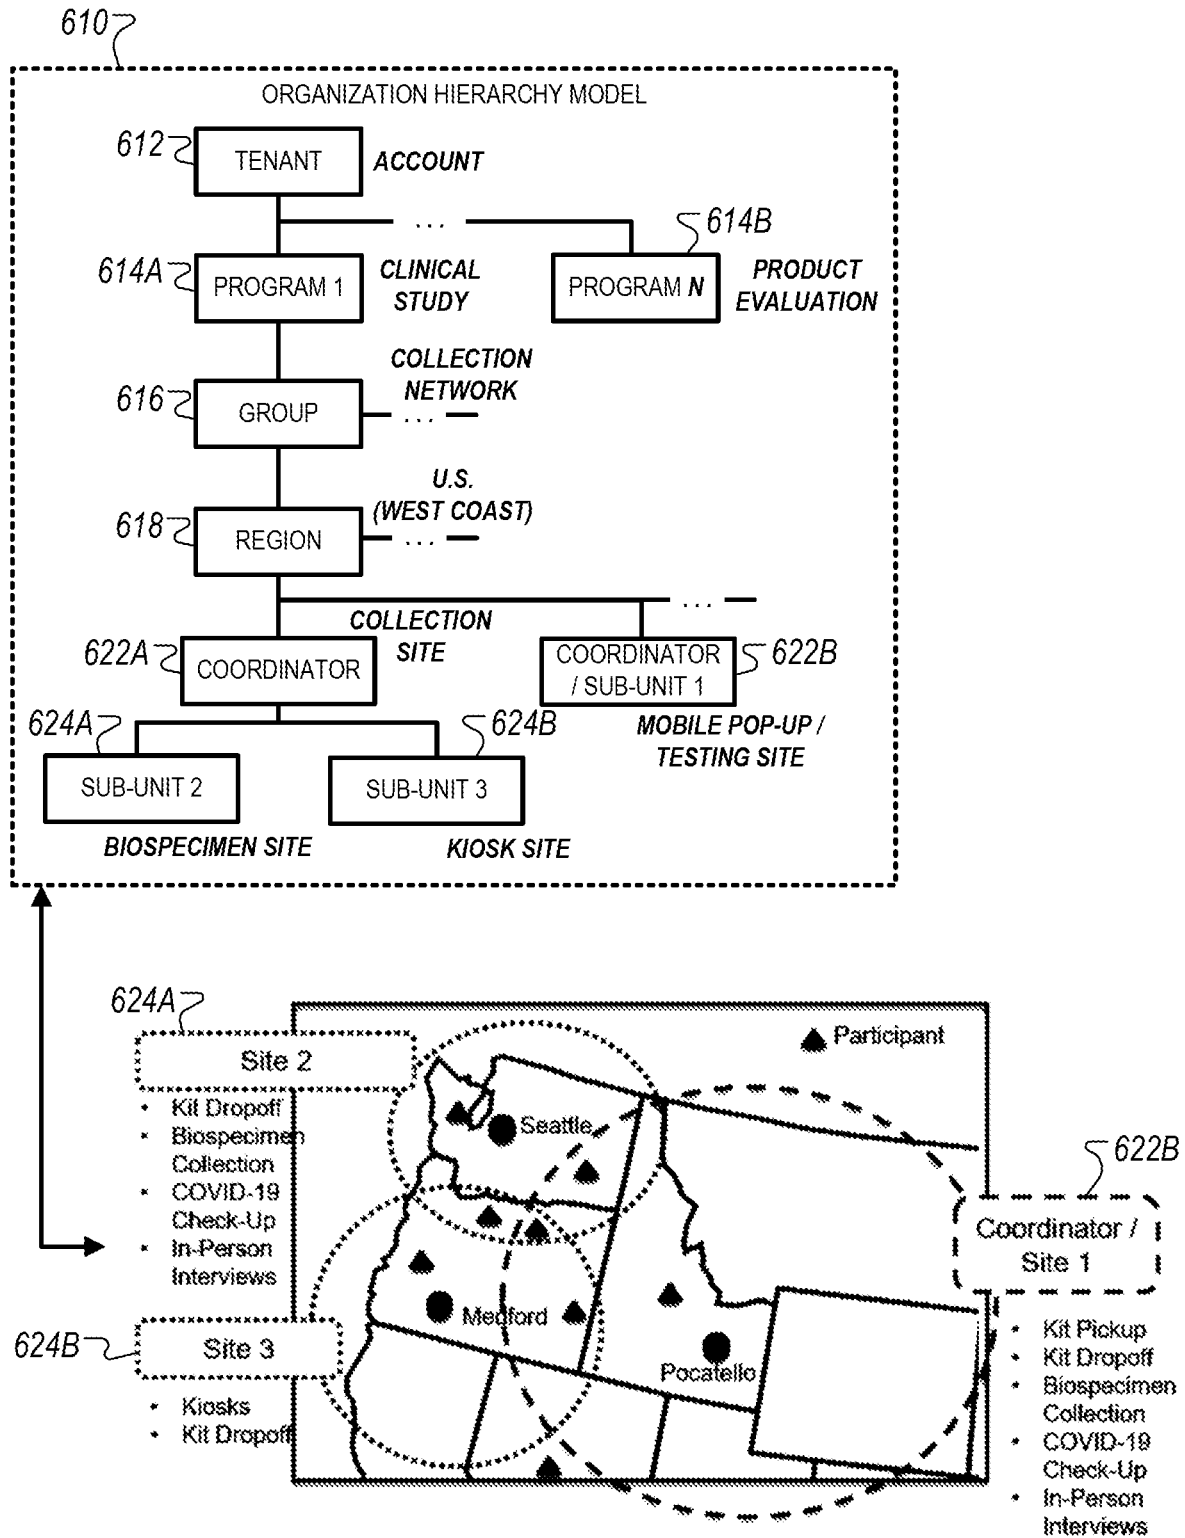 610
ORGANIZATION HIERARCHY MODEL
612
TENANT
ACCOUNT
...
614B
614A
PROGRAM 1
CLINICAL
STUDY
PROGRAM N
PRODUCT
EVALUATION
COLLECTION
NETWORK
616
GROUP
...
U.S.
(WEST COAST)
618
REGION
...
...
COLLECTION
SITE
622A
COORDINATOR
COORDINATOR
/ SUB-UNIT 1
622B
624A
624B
MOBILE POP-UP /
TESTING SITE
SUB-UNIT 2
SUB-UNIT 3
BIOSPECIMEN SITE
KIOSK SITE
624A
Site 2
• Kit Dropoff
• Biospecimen
Collection
• COVID-19
Check-Up
• In-Person
Interviews
624B
Site 3
• Kiosks
• Kit Dropoff
Participant
Seattle
Medford
Pocatello
622B
Coordinator /
Site 1
• Kit Pickup
• Kit Dropoff
• Biospecimen
Collection
• COVID-19
Check-Up
• In-Person
Interviews